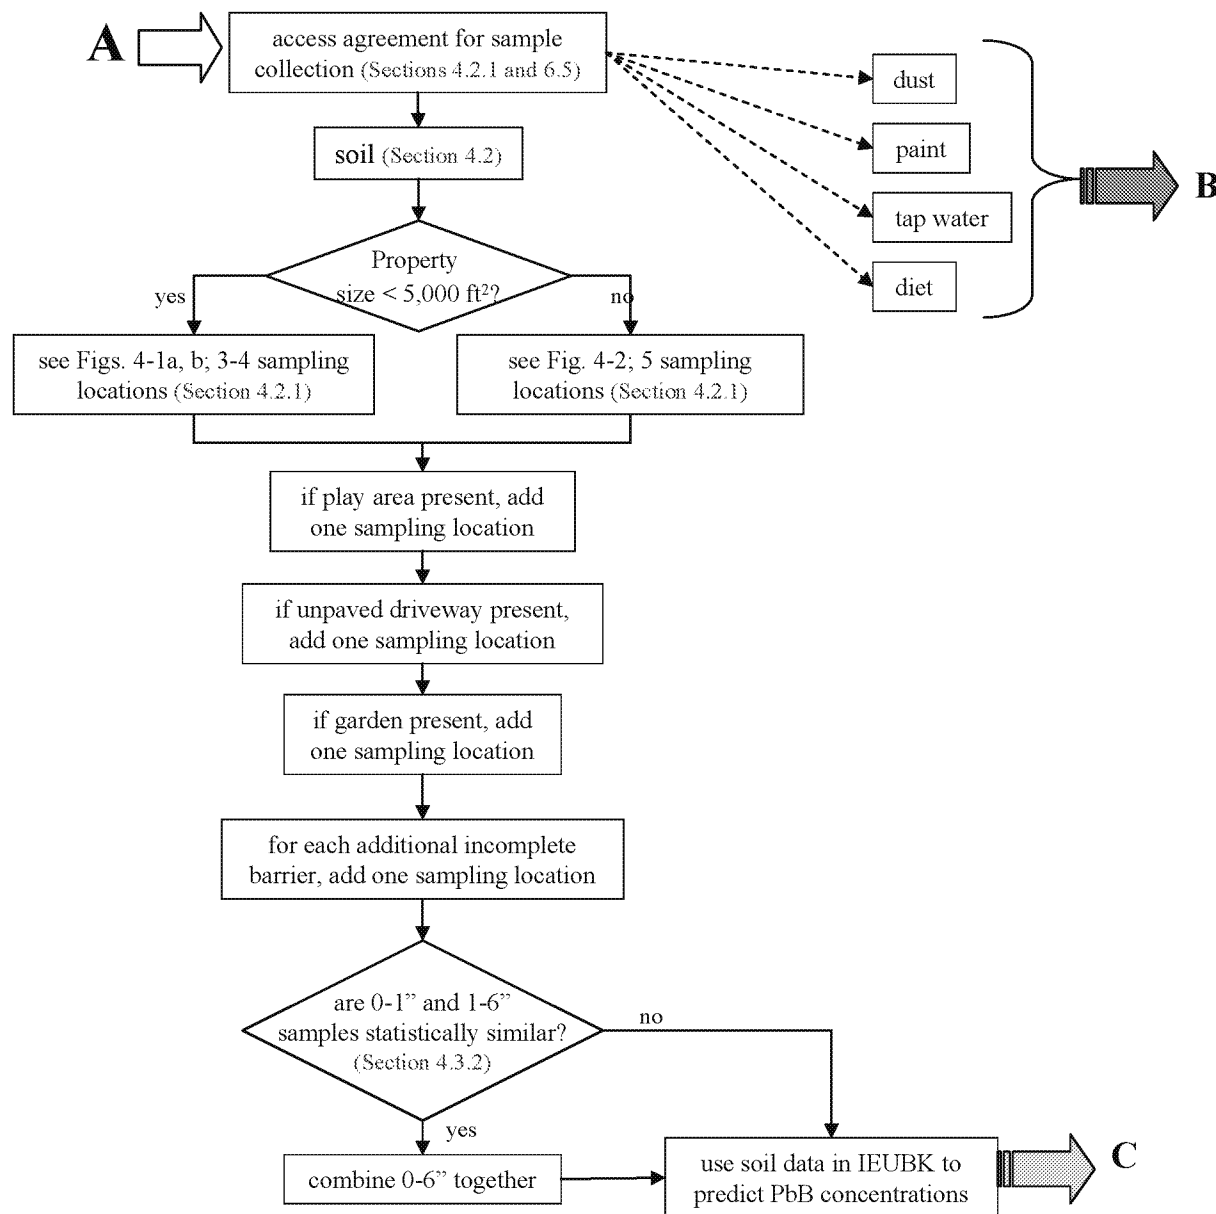 A
access agreement for sample
collection (Sections 4.2.1 and 6.5)
dust
paint
tap water
diet
B
soil (Section 4.2)
Property
size < 5,000 ft²?
yes
no
see Figs. 4-1a, b; 3-4 sampling
locations (Section 4.2.1)
see Fig. 4-2; 5 sampling
locations (Section 4.2.1)
if play area present, add
one sampling location
if unpaved driveway present,
add one sampling location
if garden present, add
one sampling location
for each additional incomplete
barrier, add one sampling location
are 0-1” and 1-6”
samples statistically similar?
(Section 4.3.2)
no
yes
combine 0-6” together
use soil data in IEUBK to
predict PbB concentrations
C